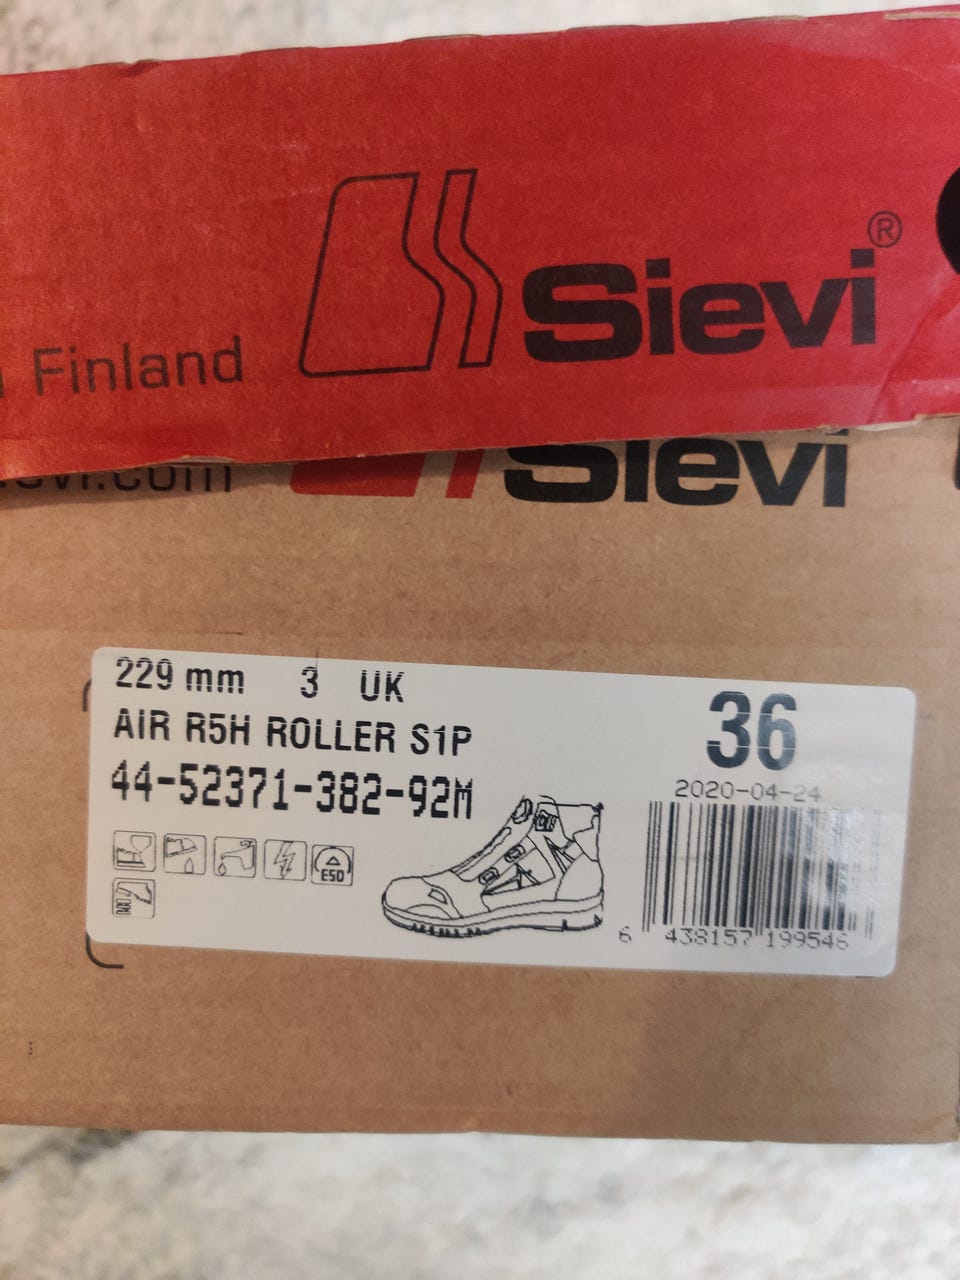 Finland
Sievi®
Sievi
229 mm 3 UK
AIR R5H ROLLER S1P
44-52371-382-92M
36
2020-04-24
ESD
6 438157 199546